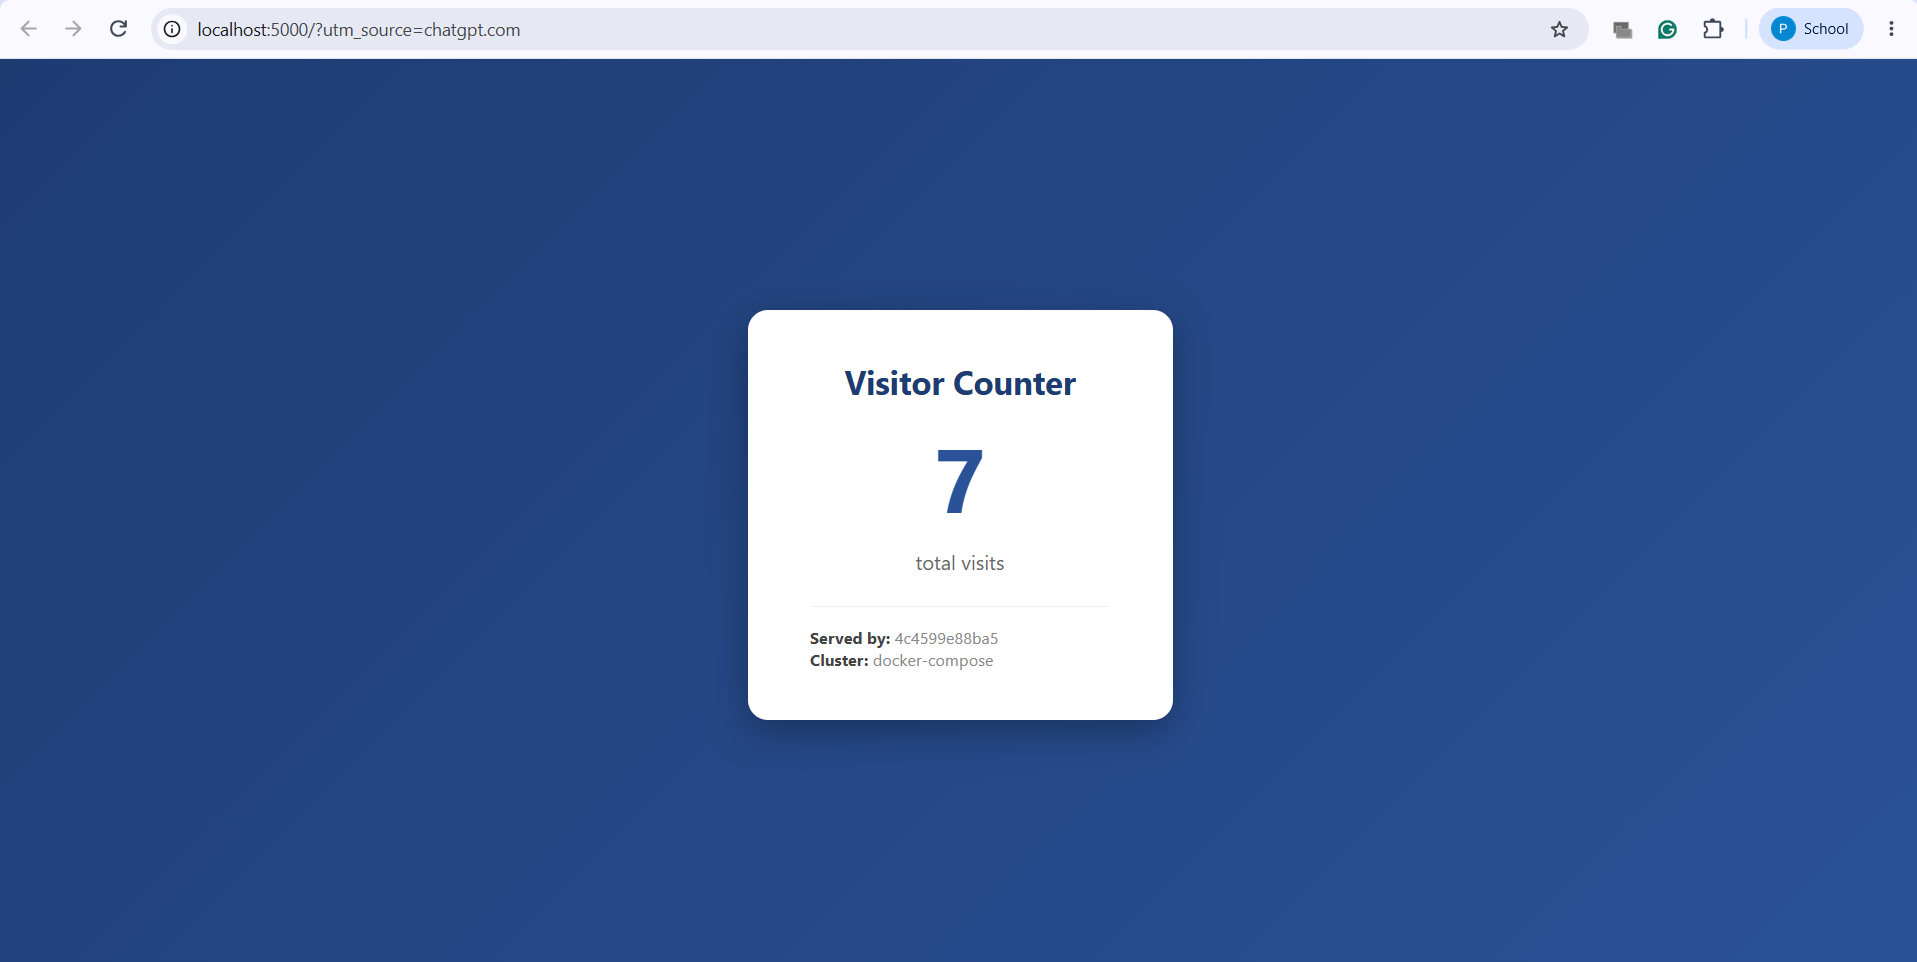 localhost:5000/?utm_source=chatgpt.com
P School
Visitor Counter
7
total visits
Served by: 4c4599e88ba5
Cluster: docker-compose